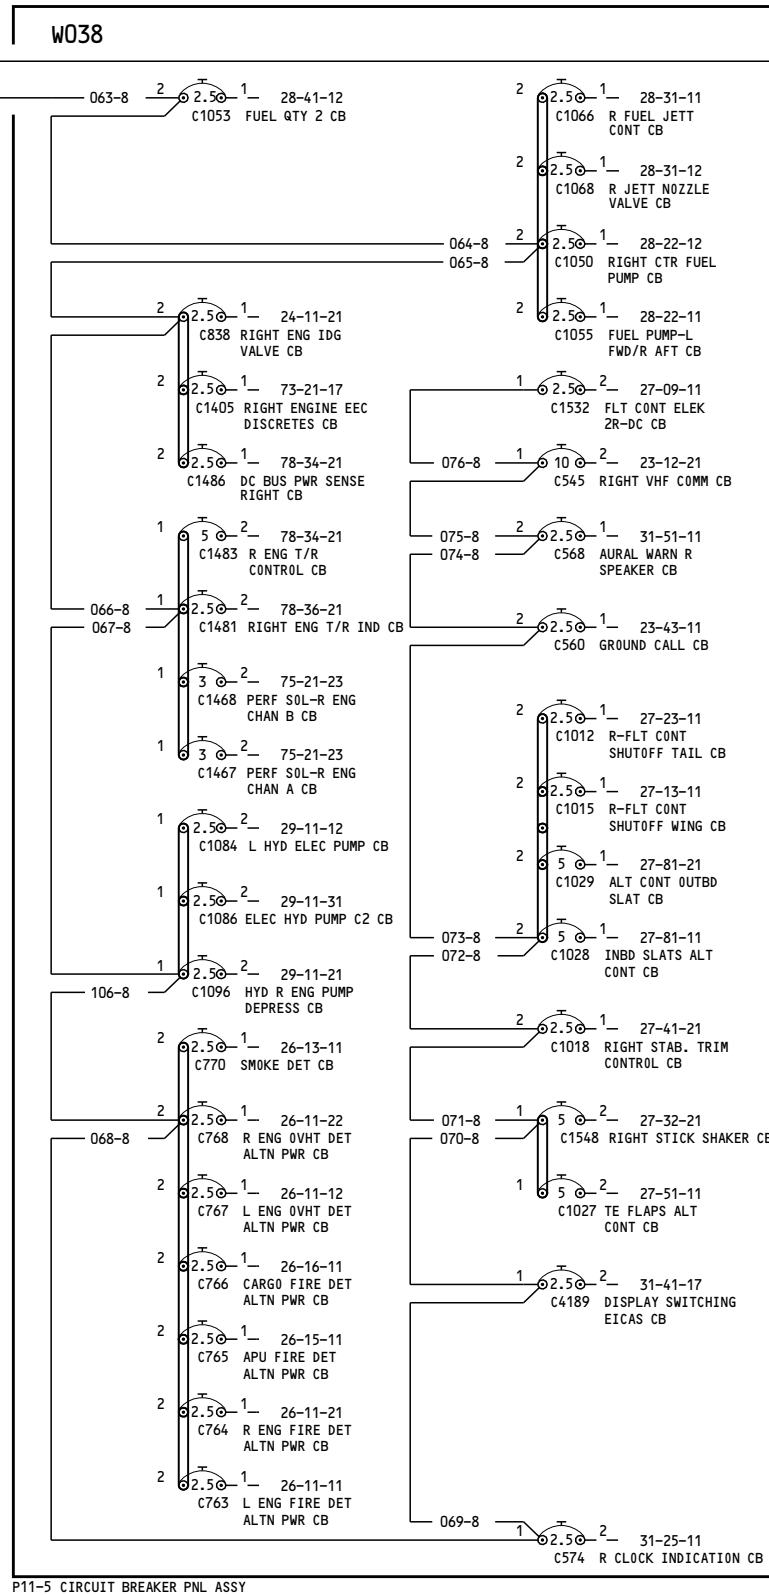 W038
063-8 2 2.5 1 28-41-12
C1053 FUEL QTY 2 CB
2 2.5 1 28-31-11
C1066 R FUEL JETT
CONT CB
2 2.5 1 28-31-12
C1068 R JETT NOZZLE
VALVE CB
064-8 2 2.5 1 28-22-12
065-8 C1050 RIGHT CTR FUEL
PUMP CB
2 2.5 1 28-22-11
C1055 FUEL PUMP-L
FWD/R AFT CB
2 2.5 1 24-11-21
C838 RIGHT ENG IDG
VALVE CB
2 2.5 1 73-21-17
C1405 RIGHT ENGINE EEC
DISCRETES CB
2 2.5 1 78-34-21
C1486 DC BUS PWR SENSE
RIGHT CB
1 5 2 78-34-21
C1483 R ENG T/R
CONTROL CB
066-8 1 2.5 2 78-36-21
067-8 C1481 RIGHT ENG T/R IND CB
1 3 2 75-21-23
C1468 PERF SOL-R ENG
CHAN B CB
1 3 2 75-21-23
C1467 PERF SOL-R ENG
CHAN A CB
1 2.5 2 29-11-12
C1084 L HYD ELEC PUMP CB
1 2.5 2 29-11-31
C1086 ELEC HYD PUMP C2 CB
1 2.5 2 29-11-21
106-8 C1096 HYD R ENG PUMP
DEPRESS CB
2 2.5 1 26-13-11
C770 SMOKE DET CB
2 2.5 1 26-11-22
068-8 C768 R ENG OVHT DET
ALTN PWR CB
2 2.5 1 26-11-12
C767 L ENG OVHT DET
ALTN PWR CB
2 2.5 1 26-16-11
C766 CARGO FIRE DET
ALTN PWR CB
2 2.5 1 26-15-11
C765 APU FIRE DET
ALTN PWR CB
2 2.5 1 26-11-21
C764 R ENG FIRE DET
ALTN PWR CB
2 2.5 1 26-11-11
C763 L ENG FIRE DET
ALTN PWR CB
1 2.5 2 27-09-11
C1532 FLT CONT ELEK
2R-DC CB
076-8 1 10 2 23-12-21
C545 RIGHT VHF COMM CB
075-8 2 2.5 1 31-51-11
074-8 C568 AURAL WARN R
SPEAKER CB
2 2.5 1 23-43-11
C560 GROUND CALL CB
2 2.5 1 27-23-11
C1012 R-FLT CONT
SHUTOFF TAIL CB
2 2.5 1 27-13-11
C1015 R-FLT CONT
SHUTOFF WING CB
2 5 1 27-81-21
C1029 ALT CONT OUTBD
SLAT CB
073-8 2 5 1 27-81-11
072-8 C1028 INBD SLATS ALT
CONT CB
2 2.5 1 27-41-21
C1018 RIGHT STAB. TRIM
CONTROL CB
071-8 1 5 2 27-32-21
070-8 C1548 RIGHT STICK SHAKER CB
1 5 2 27-51-11
C1027 TE FLAPS ALT
CONT CB
1 2.5 2 31-41-17
C4189 DISPLAY SWITCHING
EICAS CB
069-8 1 2.5 2 31-25-11
C574 R CLOCK INDICATION CB
P11-5 CIRCUIT BREAKER PNL ASSY